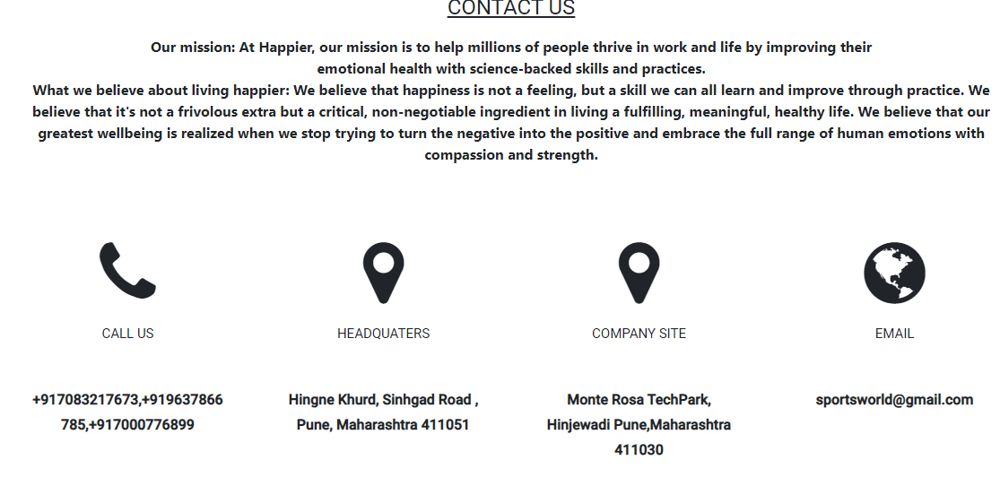 CONTACT US
Our mission: At Happier, our mission is to help millions of people thrive in work and life by improving their
emotional health with science-backed skills and practices.
What we believe about living happier: We believe that happiness is not a feeling, but a skill we can all learn and improve through practice. We
believe that it's not a frivolous extra but a critical, non-negotiable ingredient in living a fulfilling, meaningful, healthy life. We believe that our
greatest wellbeing is realized when we stop trying to turn the negative into the positive and embrace the full range of human emotions with
compassion and strength.
CALL US
+917083217673,+919637866
785,+917000776899
HEADQUATERS
Hingne Khurd, Sinhgad Road ,
Pune, Maharashtra 411051
COMPANY SITE
Monte Rosa TechPark,
Hinjewadi Pune,Maharashtra
411030
EMAIL
sportsworld@gmail.com